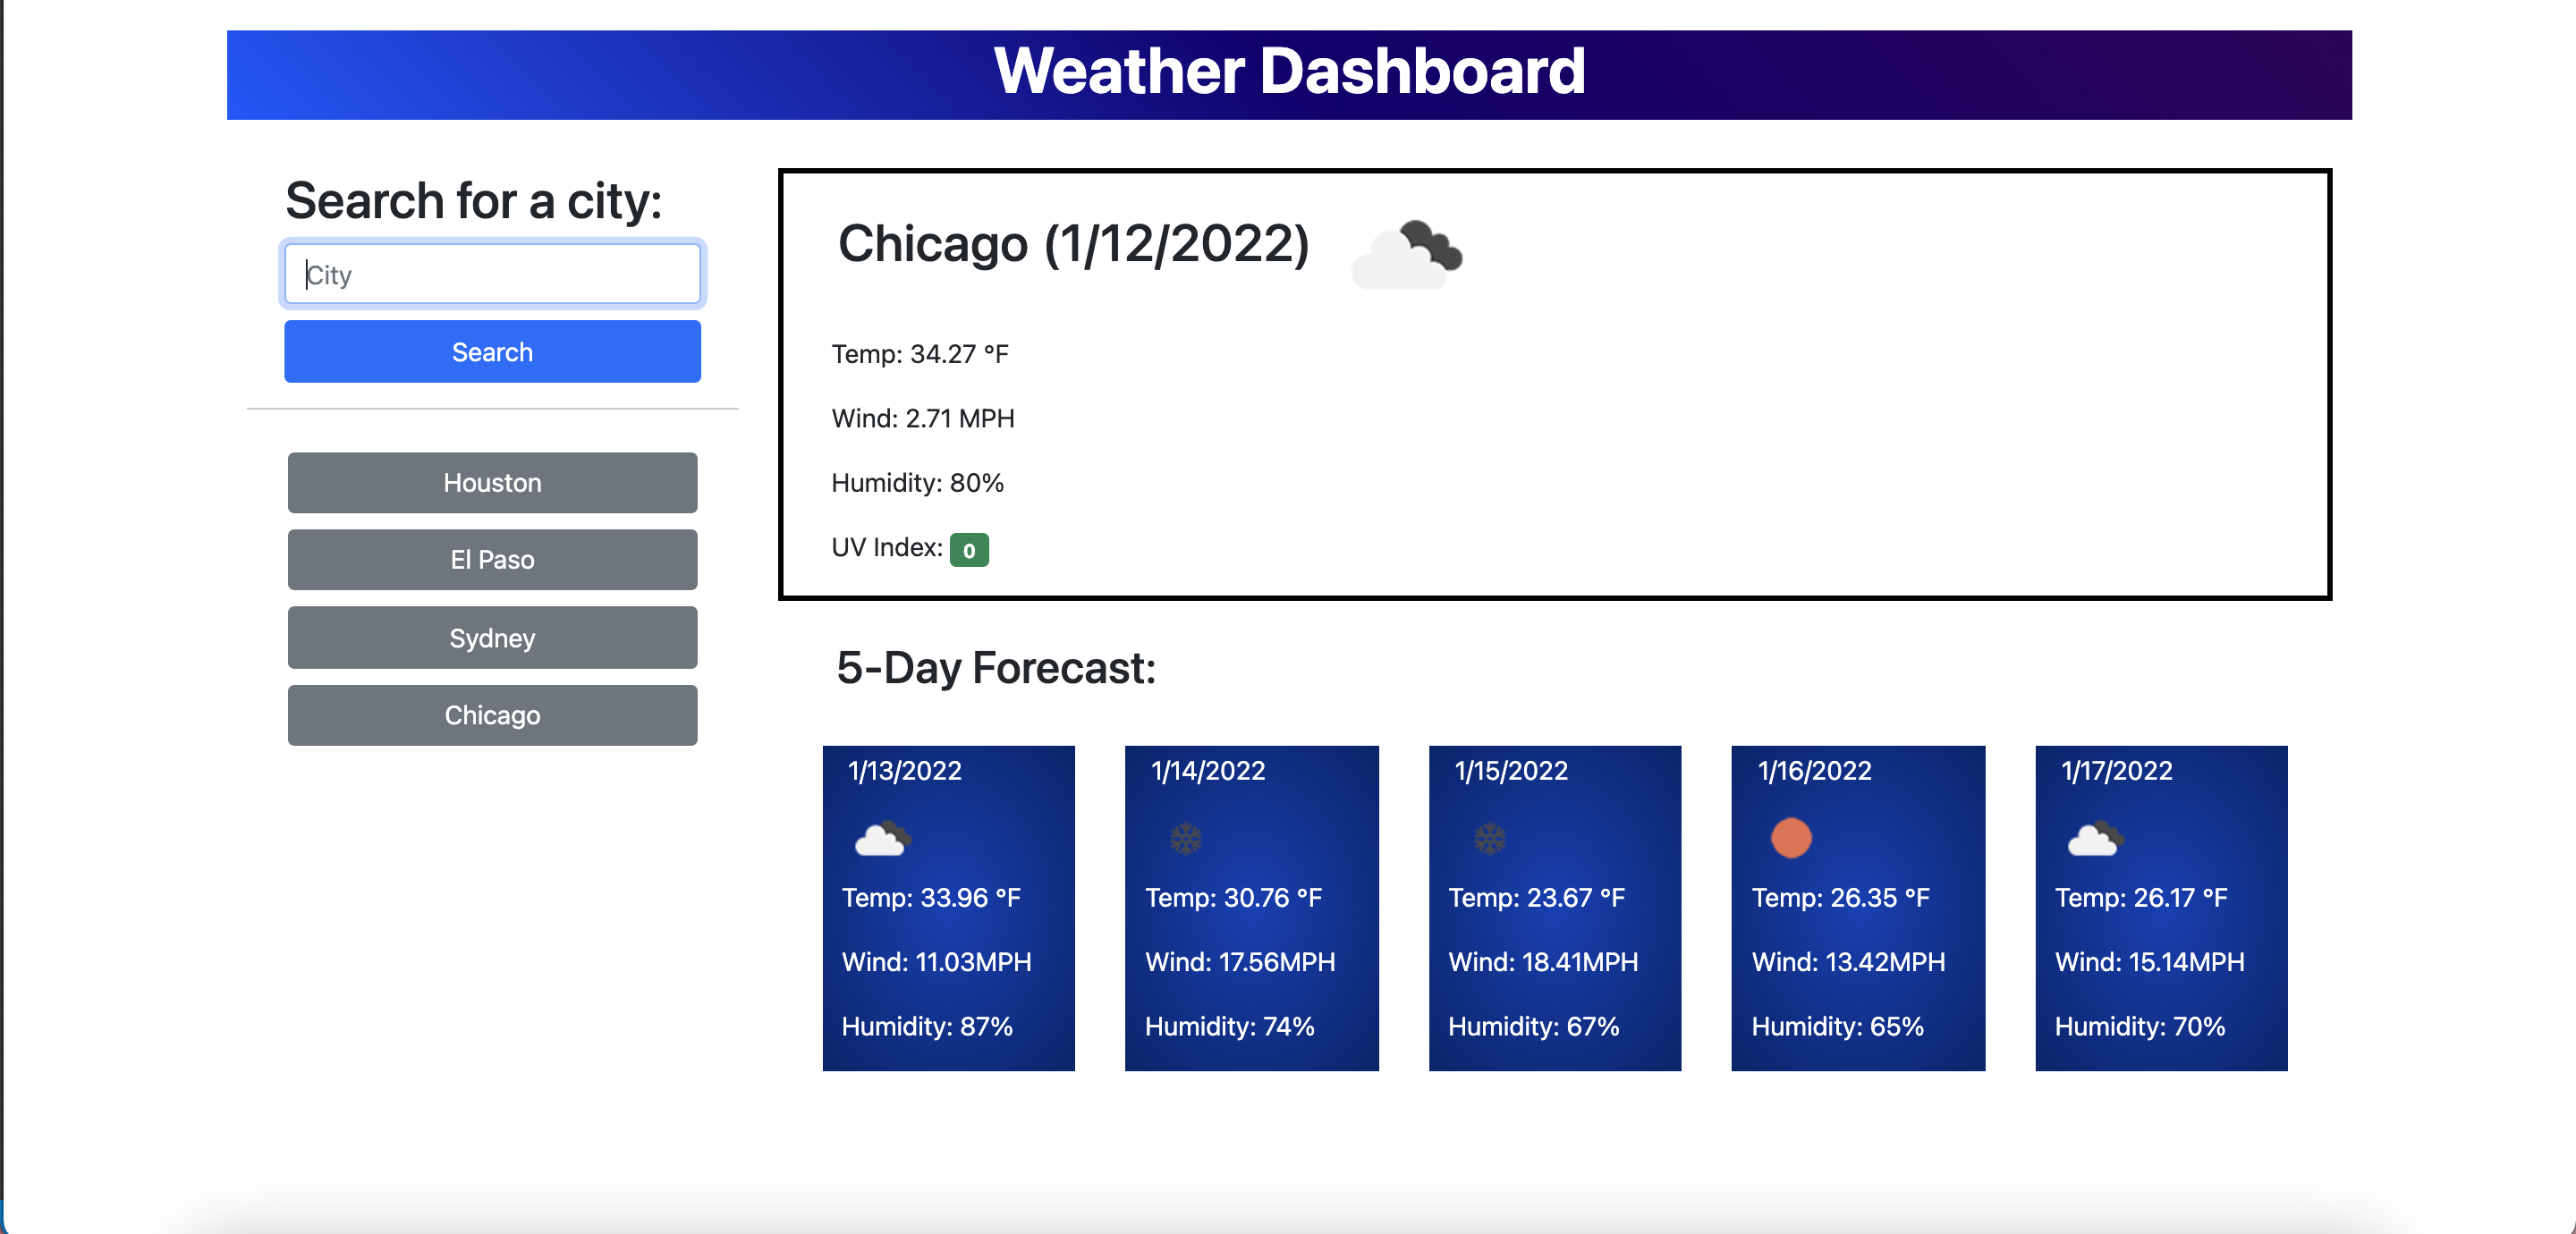 Weather Dashboard
Search for a city:
City
Search
Houston
El Paso
Sydney
Chicago
Chicago (1/12/2022)
Temp: 34.27 °F
Wind: 2.71 MPH
Humidity: 80%
UV Index: 0
5-Day Forecast:
1/13/2022
Temp: 33.96 °F
Wind: 11.03MPH
Humidity: 87%
1/14/2022
Temp: 30.76 °F
Wind: 17.56MPH
Humidity: 74%
1/15/2022
Temp: 23.67 °F
Wind: 18.41MPH
Humidity: 67%
1/16/2022
Temp: 26.35 °F
Wind: 13.42MPH
Humidity: 65%
1/17/2022
Temp: 26.17 °F
Wind: 15.14MPH
Humidity: 70%